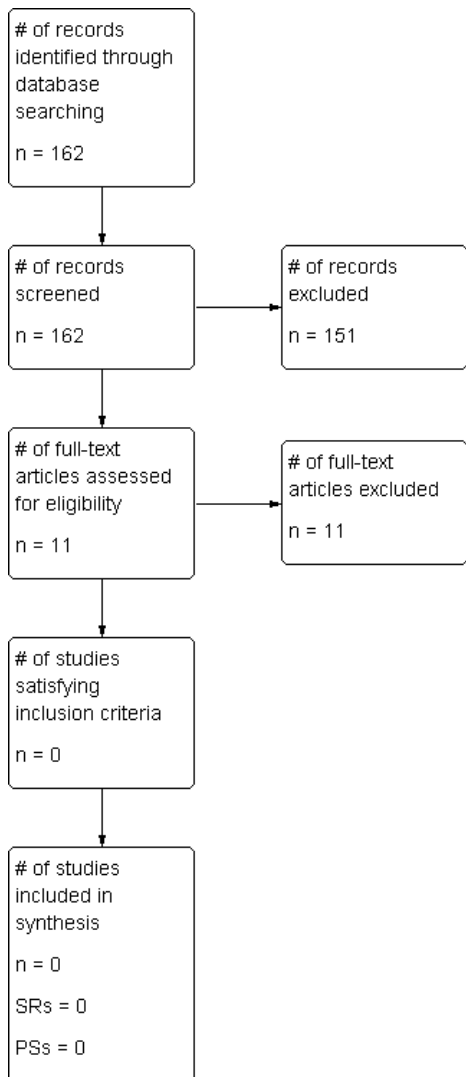 # of records
identified through
database
searching
n = 162
# of records
screened
n = 162
# of records
excluded
n = 151
# of full-text
articles assessed
for eligibility
n = 11
# of full-text
articles excluded
n = 11
# of studies
satisfying
inclusion criteria
n = 0
# of studies
included in
synthesis
n = 0
SRs = 0
PSs = 0